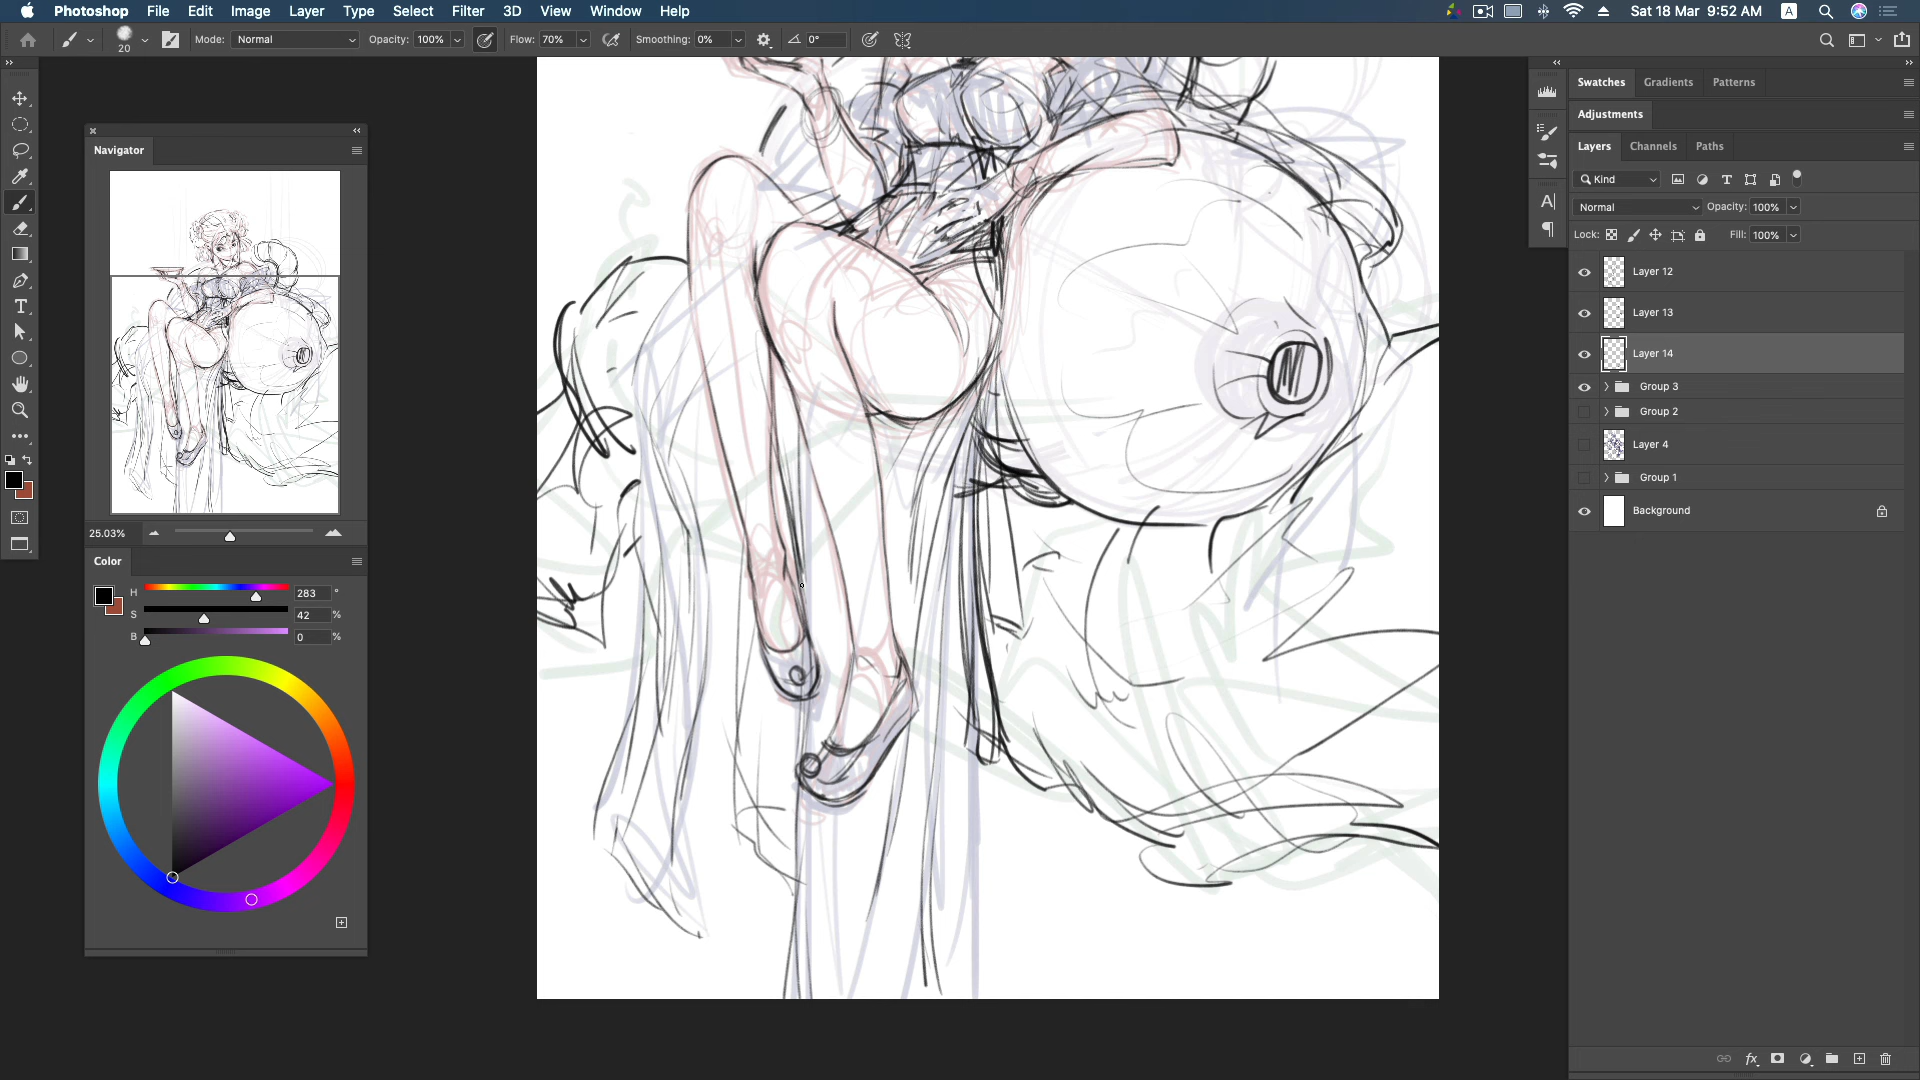 Photoshop File Edit Image Layer Type Select Filter 3D View Window Help Sat 18 Mar 9:52 AM A
20 Mode: Normal Opacity: 100% Flow: 70% Smoothing: 0% 0°
Swatches Gradients Patterns
Adjustments
Navigator
Layers Channels Paths
Kind
Normal Opacity: 100%
Lock: Fill: 100%
Layer 12
Layer 13
Layer 14
Group 3
Group 2
Layer 4
Group 1
Background
25.03%
Color
H 283 °
S 42 %
B 0 %